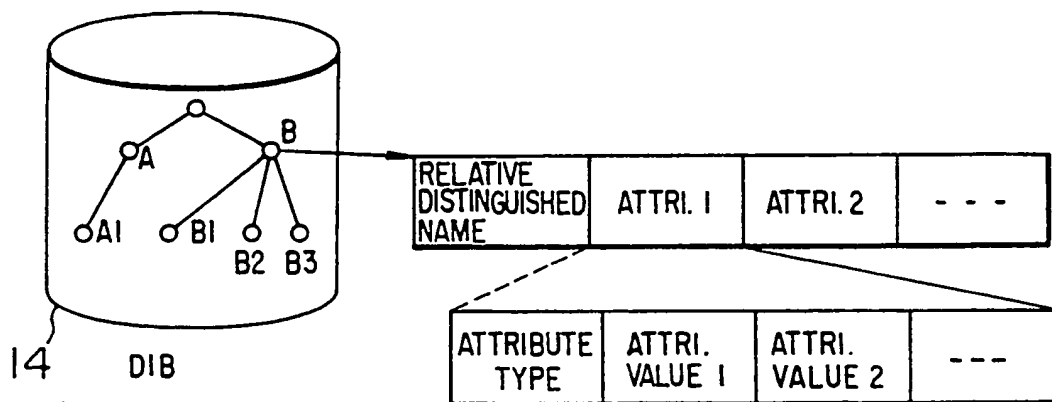 B
A
A1
B1
B2 B3
14
DIB
RELATIVE
DISTINGUISHED
NAME
ATTRI. 1
ATTRI. 2
- - -
ATTRIBUTE
TYPE
ATTRI.
VALUE 1
ATTRI.
VALUE 2
---